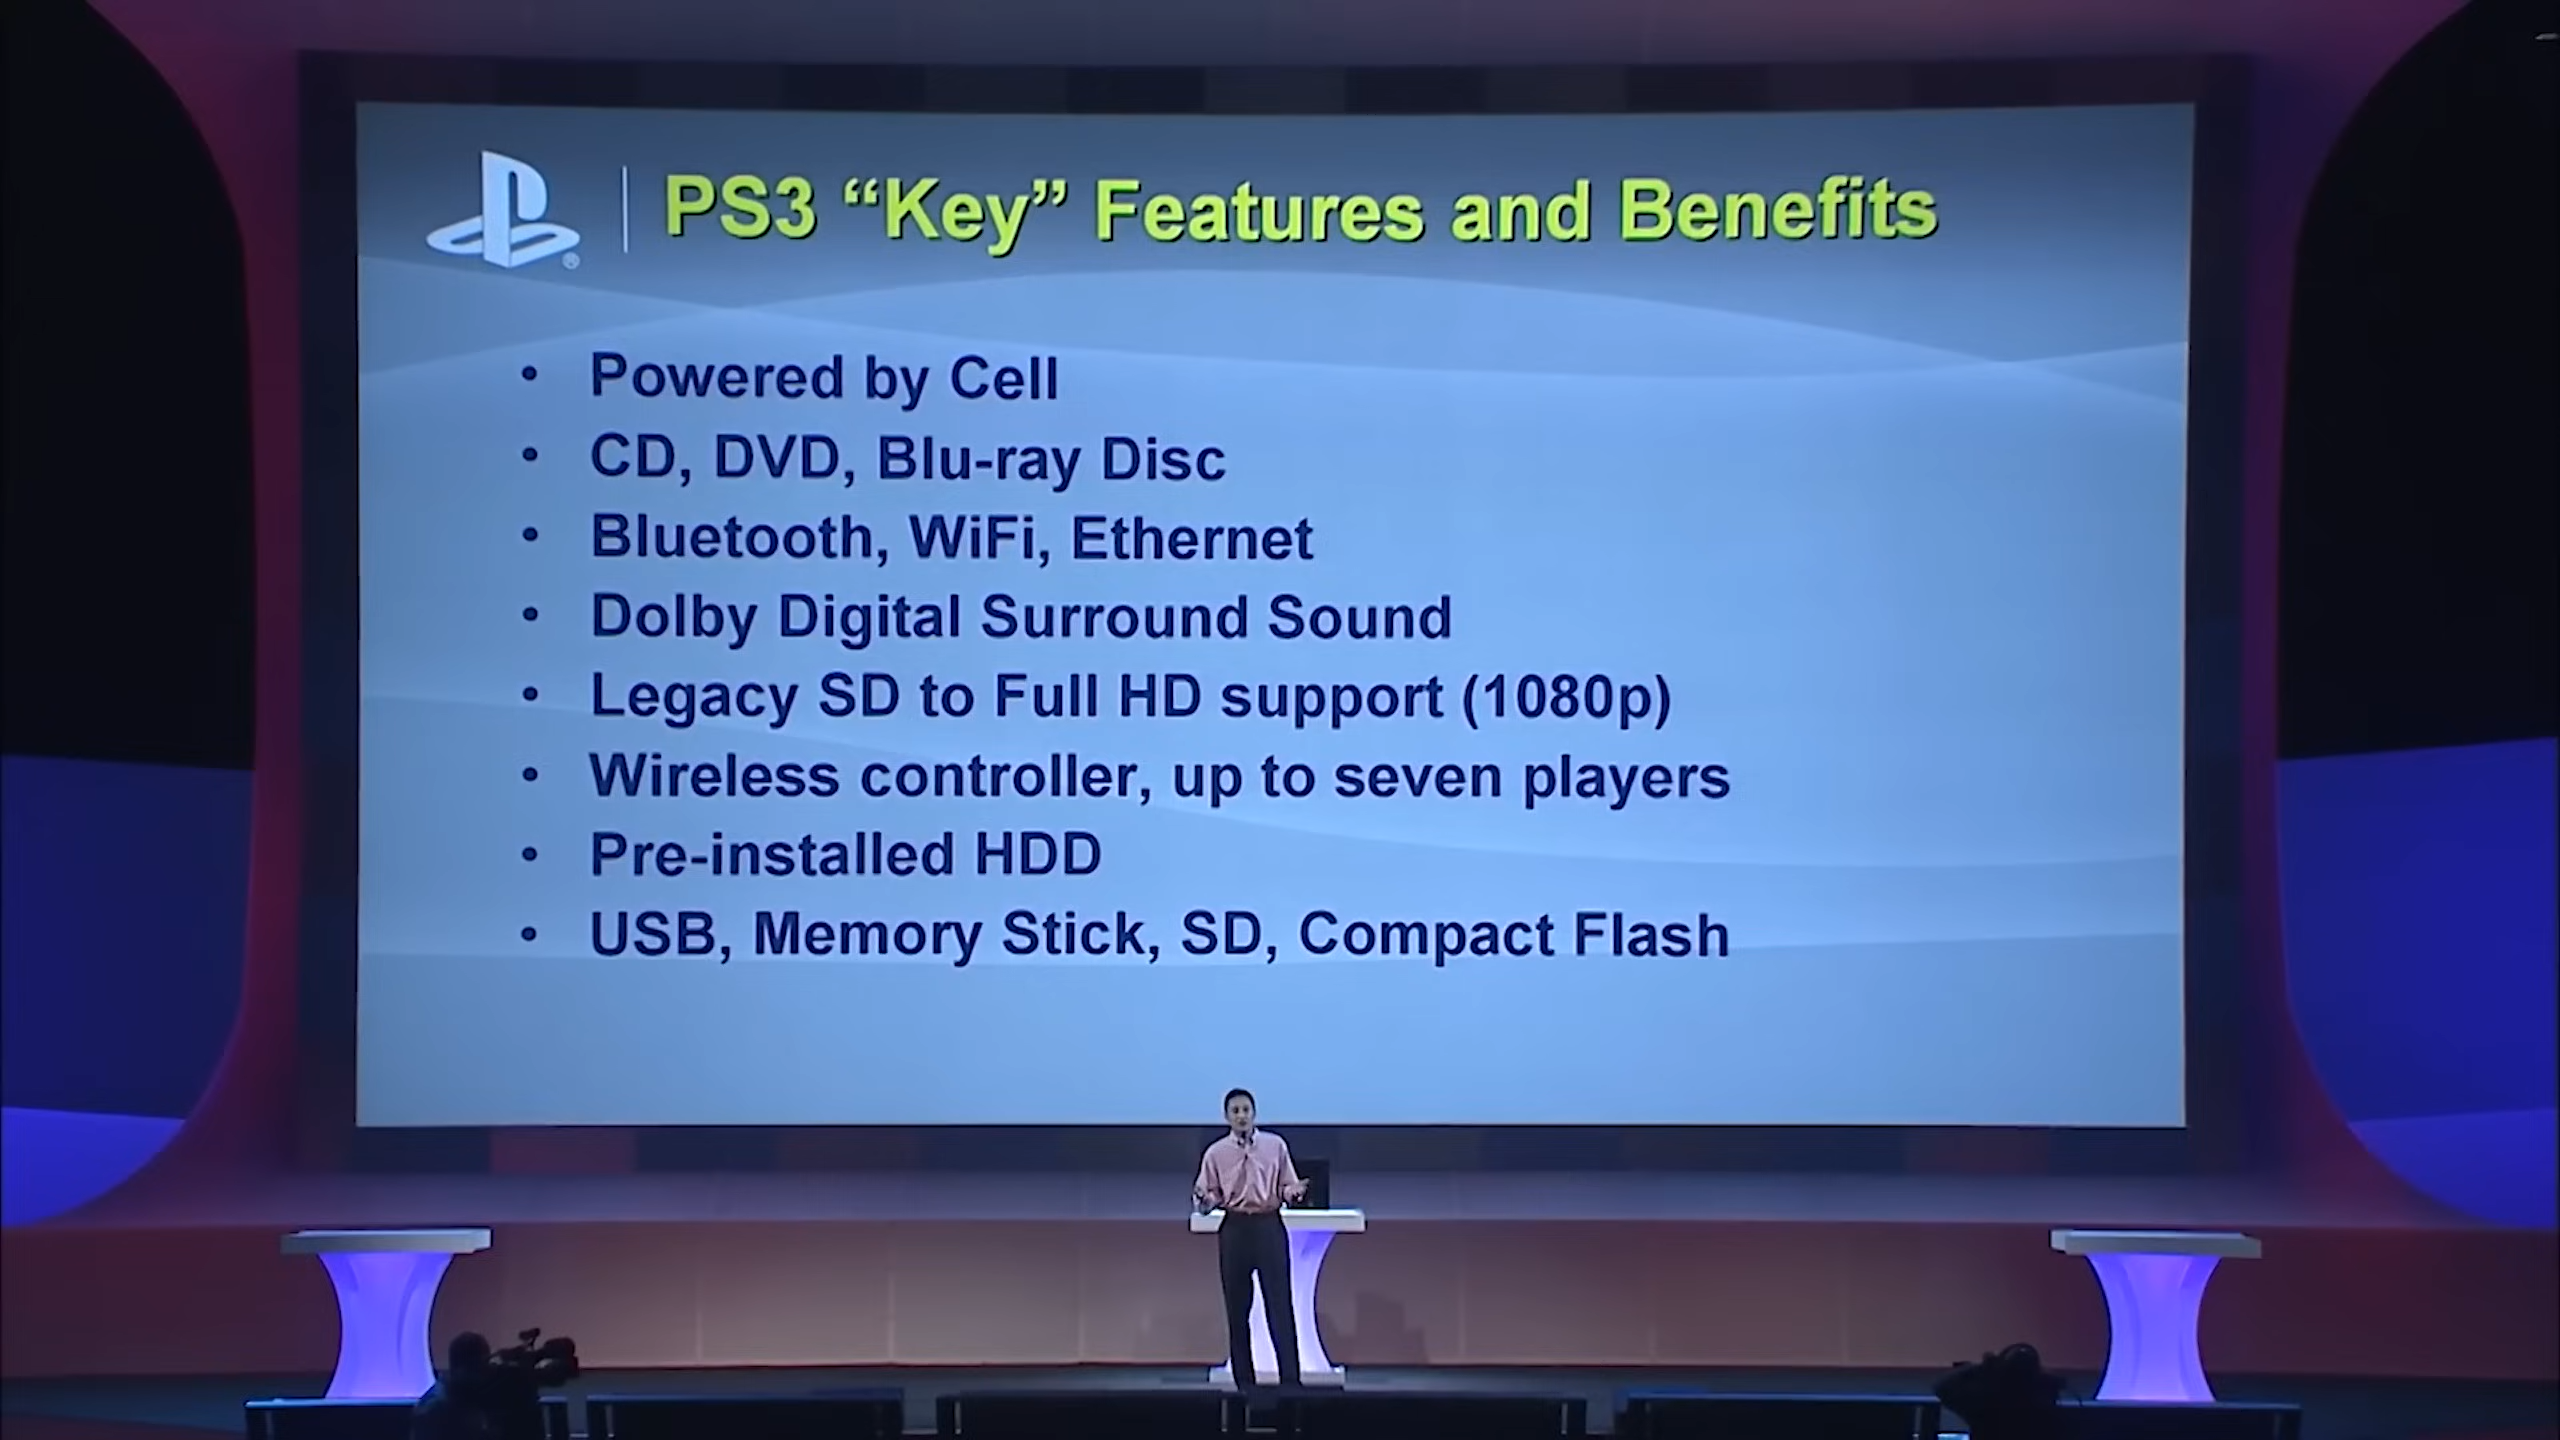 PS3 “Key” Features and Benefits
• Powered by Cell
• CD, DVD, Blu-ray Disc
• Bluetooth, WiFi, Ethernet
• Dolby Digital Surround Sound
• Legacy SD to Full HD support (1080p)
• Wireless controller, up to seven players
• Pre-installed HDD
• USB, Memory Stick, SD, Compact Flash